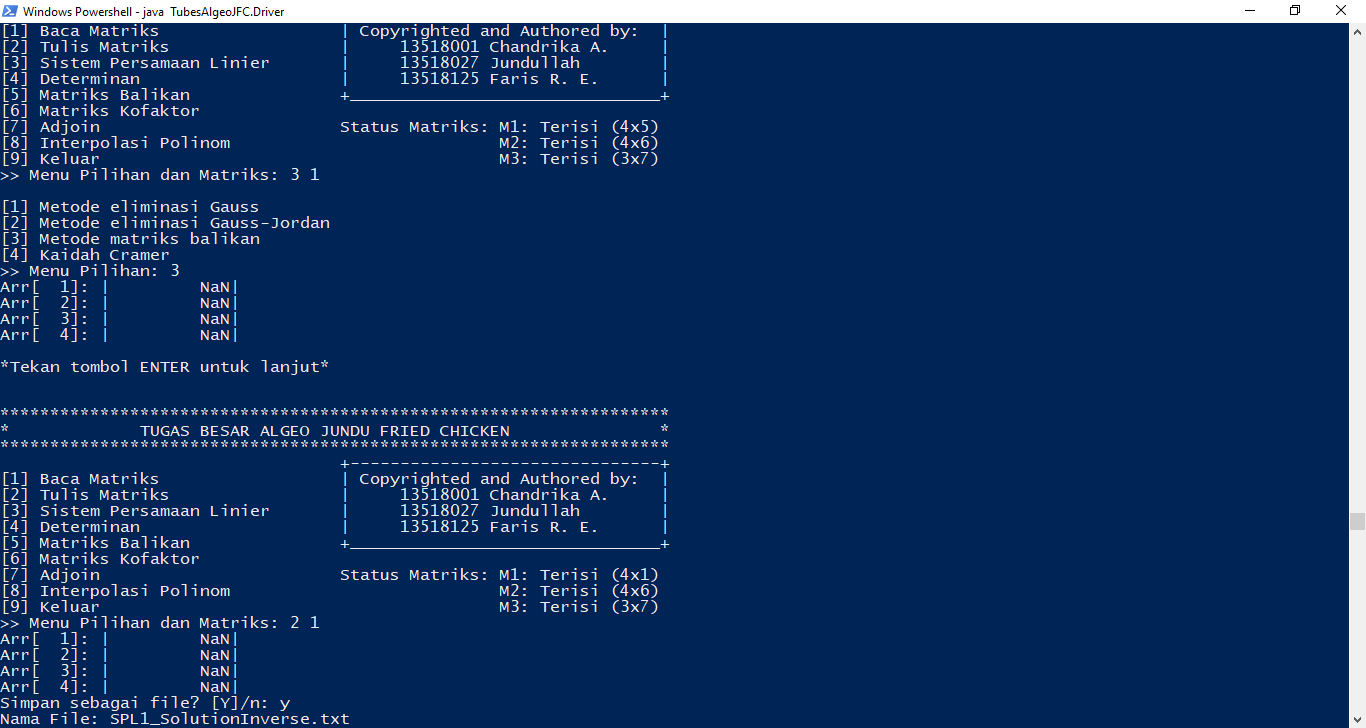 Windows Powershell - java  TubesAlgeoJFC.Driver
[1] Baca Matriks                  | Copyrighted and Authored by:  |
[2] Tulis Matriks                 |     13518001 Chandrika A.     |
[3] Sistem Persamaan Linier       |     13518027 Jundullah        |
[4] Determinan                    |     13518125 Faris R. E.      |
[5] Matriks Balikan               +_______________________________+
[6] Matriks Kofaktor
[7] Adjoin                        Status Matriks: M1: Terisi (4x5)
[8] Interpolasi Polinom                           M2: Terisi (4x6)
[9] Keluar                                        M3: Terisi (3x7)
>> Menu Pilihan dan Matriks: 3 1

[1] Metode eliminasi Gauss
[2] Metode eliminasi Gauss-Jordan
[3] Metode matriks balikan
[4] Kaidah Cramer
>> Menu Pilihan: 3
Arr[  1]: |         NaN|
Arr[  2]: |         NaN|
Arr[  3]: |         NaN|
Arr[  4]: |         NaN|

*Tekan tombol ENTER untuk lanjut*

*******************************************************************
*             TUGAS BESAR ALGEO JUNDU FRIED CHICKEN               *
*******************************************************************
                                  +-------------------------------+
[1] Baca Matriks                  | Copyrighted and Authored by:  |
[2] Tulis Matriks                 |     13518001 Chandrika A.     |
[3] Sistem Persamaan Linier       |     13518027 Jundullah        |
[4] Determinan                    |     13518125 Faris R. E.      |
[5] Matriks Balikan               +_______________________________+
[6] Matriks Kofaktor
[7] Adjoin                        Status Matriks: M1: Terisi (4x1)
[8] Interpolasi Polinom                           M2: Terisi (4x6)
[9] Keluar                                        M3: Terisi (3x7)
>> Menu Pilihan dan Matriks: 2 1
Arr[  1]: |         NaN|
Arr[  2]: |         NaN|
Arr[  3]: |         NaN|
Arr[  4]: |         NaN|
Simpan sebagai file? [Y]/n: y
Nama File: SPL1_SolutionInverse.txt